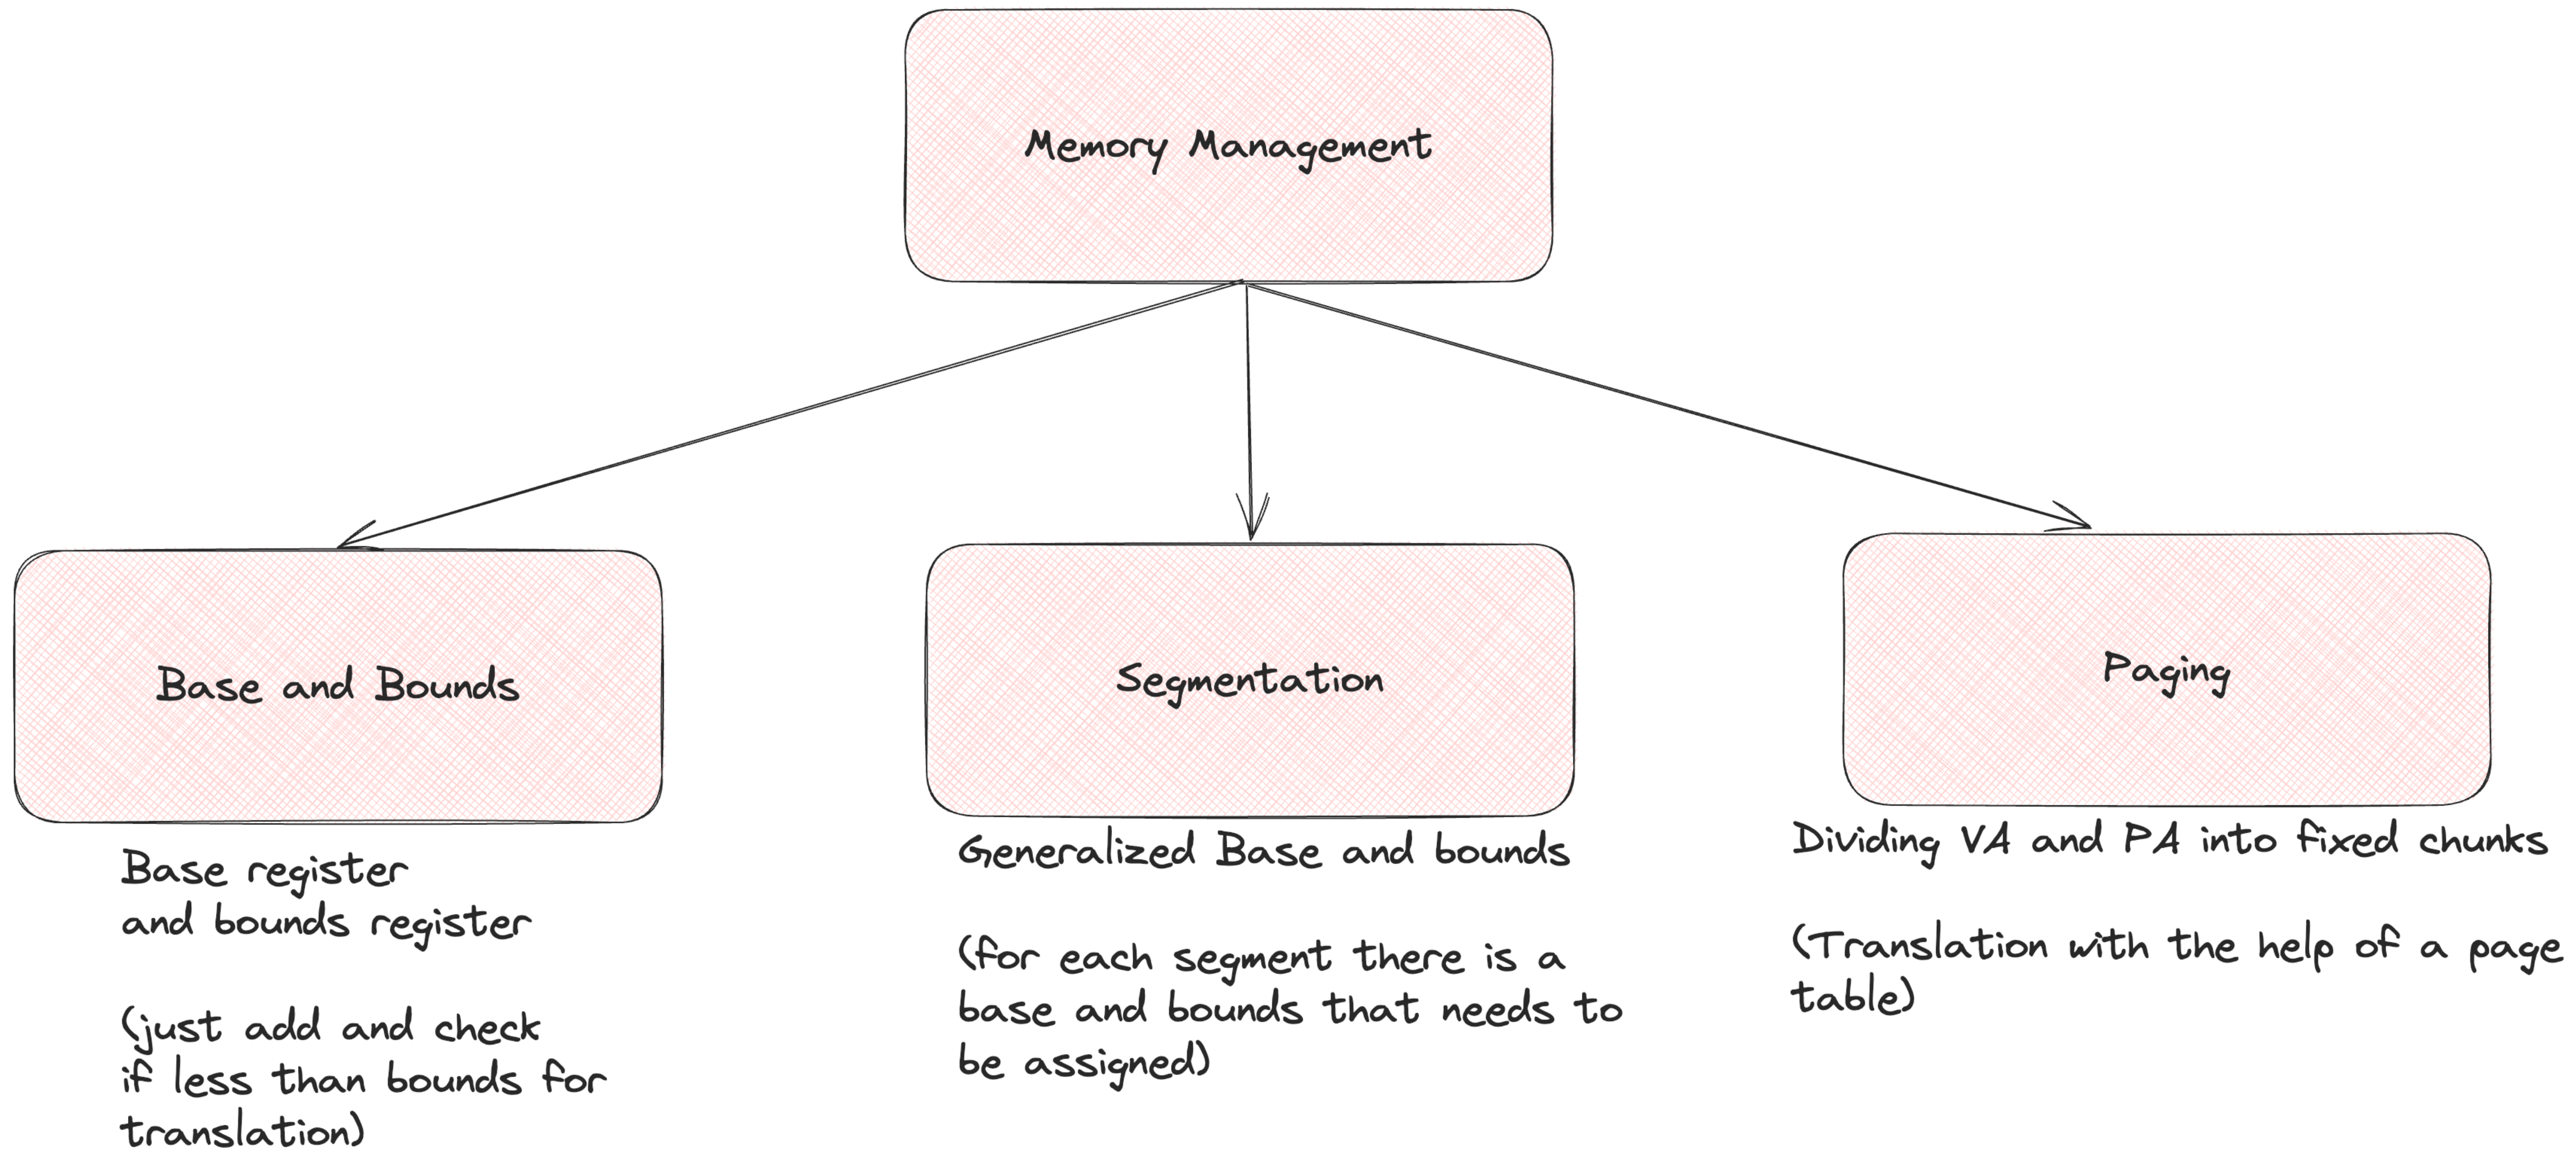 Memory Management
Base and Bounds
Segmentation
Paging
Base register
and bounds register
(just add and check
if less than bounds for
translation)
Generalized Base and bounds
(for each segment there is a
base and bounds that needs to
be assigned)
Dividing VA and PA into fixed chunks
(Translation with the help of a page
table)